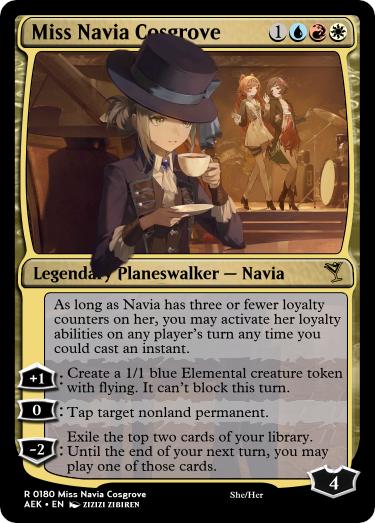 Miss Navia Cosgrove 1
Legendary Planeswalker — Navia
As long as Navia has three or fewer loyalty
counters on her, you may activate her loyalty
abilities on any player's turn any time you
could cast an instant.
+1: Create a 1/1 blue Elemental creature token
with flying. It can't block this turn.
0: Tap target nonland permanent.
Exile the top two cards of your library.
-2: Until the end of your next turn, you may
play one of those cards.
4
R 0180 Miss Navia Cosgrove She/Her
AEK • EN ZIZIZI ZIBIREN